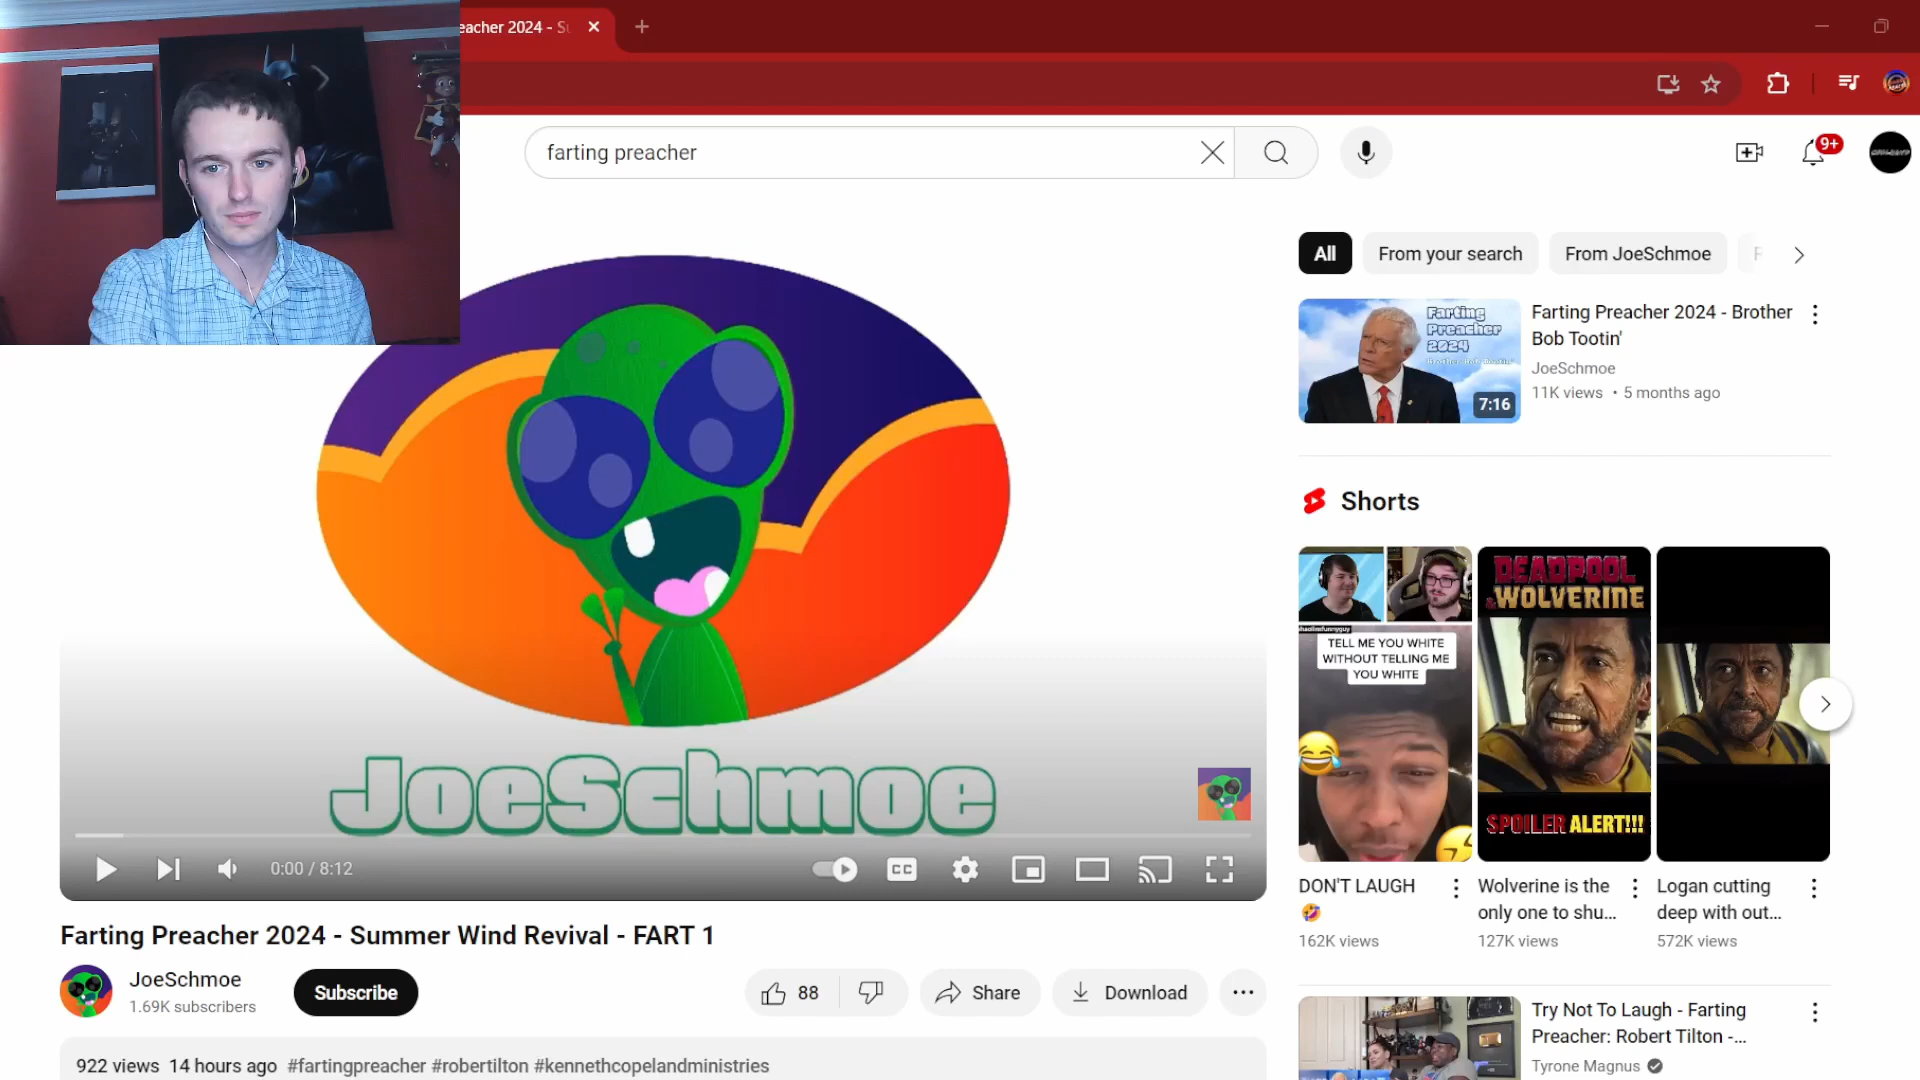 eacher 2024 - S
farting preacher
9+
All
From your search
From JoeSchmoe
Farting
Preacher
2024
7:16
Farting Preacher 2024 - Brother
Bob Tootin'
JoeSchmoe
11K views • 5 months ago
Shorts
TELL ME YOU WHITE
WITHOUT TELLING ME
YOU WHITE
DEADPOOL
& WOLVERINE
SPOILER ALERT!!!
DON'T LAUGH
🤣
162K views
Wolverine is the
only one to shu...
127K views
Logan cutting
deep with out...
572K views
JoeSchmoe
0:00 / 8:12
CC
Farting Preacher 2024 - Summer Wind Revival - FART 1
JoeSchmoe
1.69K subscribers
Subscribe
88
Share
Download
922 views 14 hours ago #fartingpreacher #robertilton #kennethcopelandministries
Try Not To Laugh - Farting
Preacher: Robert Tilton -...
Tyrone Magnus